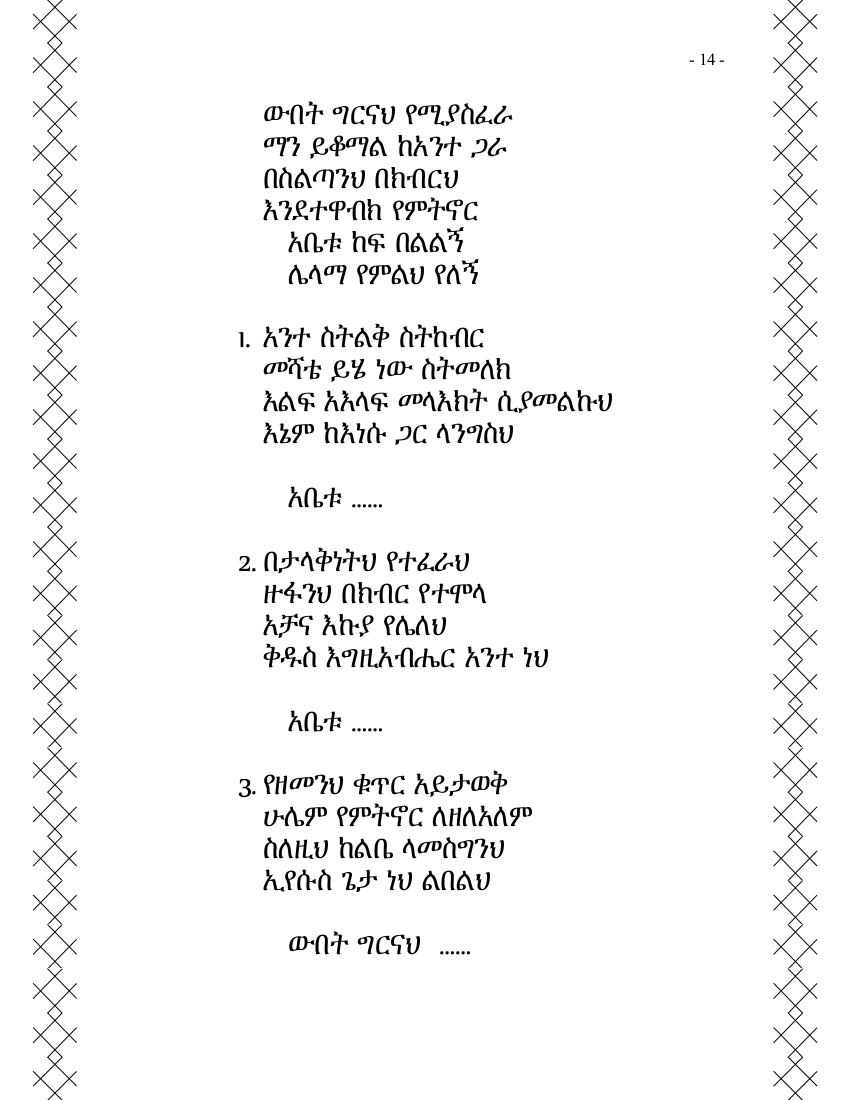 - 14 -
ውበት ግርናህ የሚያስፈራ
ማን ይቆማል ከአንተ ጋራ
በስልጣንህ በክብርህ
እንደተዋብክ የምትኖር
አቤቱ ከፍ በልልኝ
ሌላማ የምልህ የለኝ
1. አንተ ስትልቅ ስትከብር
መሻቴ ይሄ ነው ስትመለክ
እልፍ አእላፍ መላእክት ሲያመልኩህ
እኔም ከእነሱ ጋር ላንግስህ
አቤቱ ......
2. በታላቅነትህ የተፈራህ
ዙፋንህ በክብር የተሞላ
አቻና እኩያ የሌለህ
ቅዱስ እግዚአብሔር አንተ ነህ
አቤቱ ......
3. የዘመንህ ቁጥር አይታወቅ
ሁሌም የምትኖር ለዘለአለም
ስለዚህ ከልቤ ላመስግንህ
ኢየሱስ ጌታ ነህ ልበልህ
ውበት ግርናህ ......